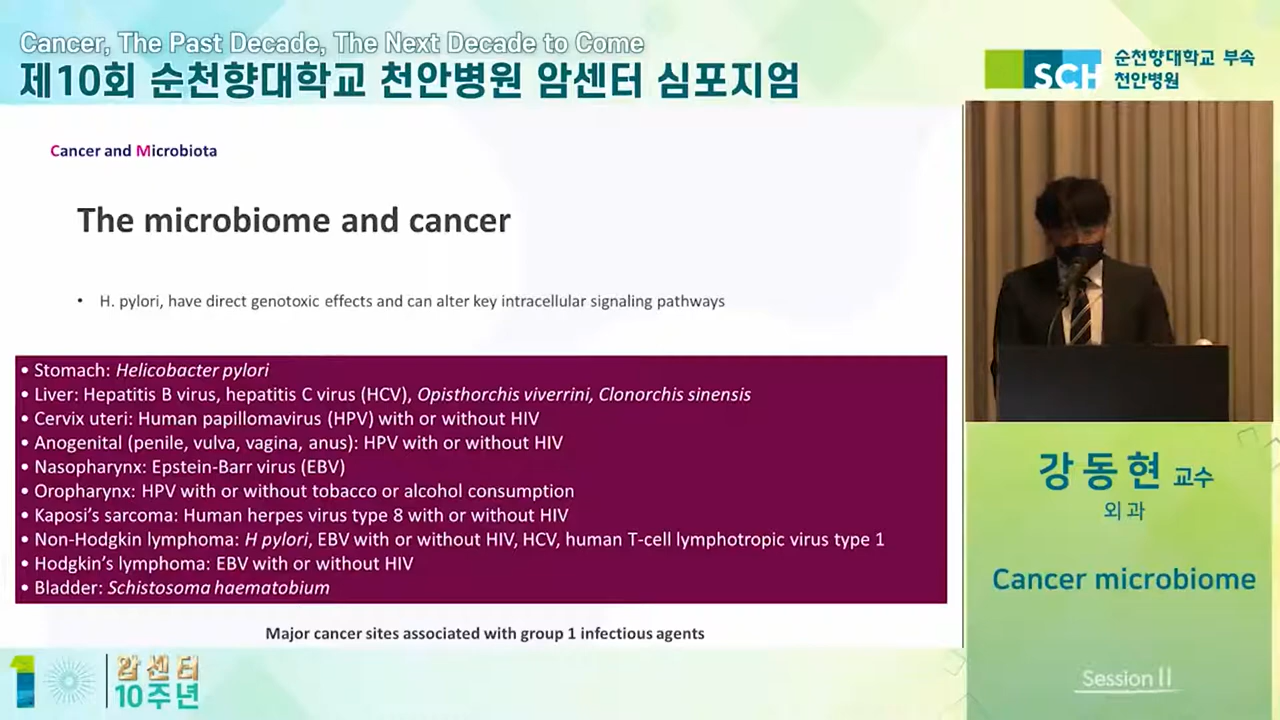 Cancer, The Past Decade, The Next Decade to Come
제10회 순천향대학교 천안병원 암센터 심포지엄
SCH
순천향대학교 부속
천안병원
Cancer and Microbiota
The microbiome and cancer
• H. pylori, have direct genotoxic effects and can alter key intracellular signaling pathways
• Stomach: Helicobacter pylori
• Liver: Hepatitis B virus, hepatitis C virus (HCV), Opisthorchis viverrini, Clonorchis sinensis
• Cervix uteri: Human papillomavirus (HPV) with or without HIV
• Anogenital (penile, vulva, vagina, anus): HPV with or without HIV
• Nasopharynx: Epstein-Barr virus (EBV)
• Oropharynx: HPV with or without tobacco or alcohol consumption
• Kaposi’s sarcoma: Human herpes virus type 8 with or without HIV
• Non-Hodgkin lymphoma: H pylori, EBV with or without HIV, HCV, human T-cell lymphotropic virus type 1
• Hodgkin’s lymphoma: EBV with or without HIV
• Bladder: Schistosoma haematobium
Major cancer sites associated with group 1 infectious agents
강동현 교수
외과
Cancer microbiome
Session II
암센터
10주년